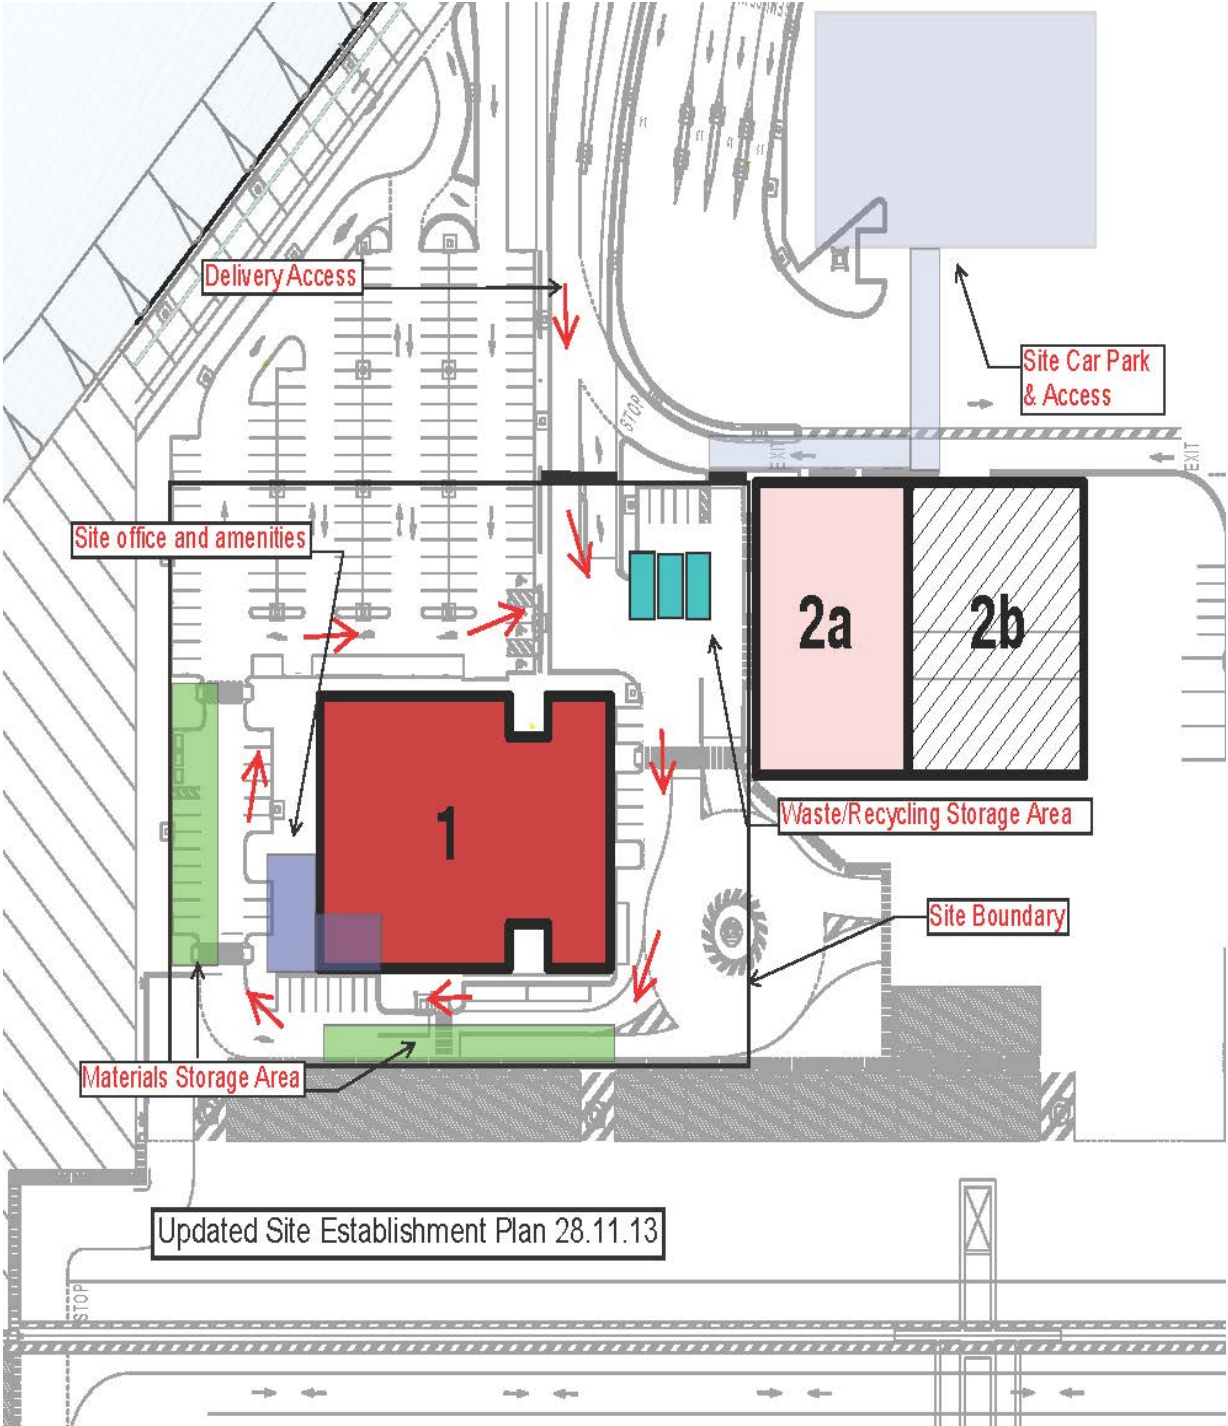 Delivery Access
STOP
Site Car Park
& Access
EXIT
EXIT
Site office and amenities
2a
2b
1
Waste/Recycling Storage Area
Site Boundary
Materials Storage Area
Updated Site Establishment Plan 28.11.13
STOP